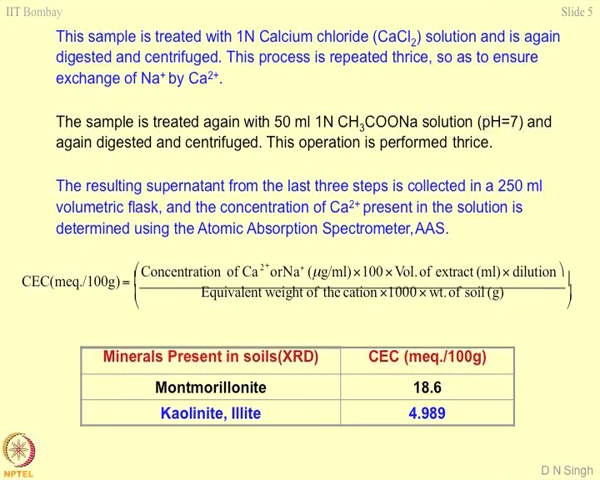 IIT Bombay
Slide 5
This sample is treated with 1N Calcium chloride (CaCl₂) solution and is again
digested and centrifuged. This process is repeated thrice, so as to ensure
exchange of Na⁺ by Ca²⁺.
The sample is treated again with 50 ml 1N CH₃COONa solution (pH=7) and
again digested and centrifuged. This operation is performed thrice.
The resulting supernatant from the last three steps is collected in a 250 ml
volumetric flask, and the concentration of Ca²⁺ present in the solution is
determined using the Atomic Absorption Spectrometer, AAS.
CEC(meq./100g) = (Concentration of Ca²⁺ orNa⁺ (μg/ml)×100×Vol. of extract (ml)× dilution
Equivalent weight of the cation ×1000× wt. of soil (g))
Minerals Present in soils(XRD) CEC (meq./100g)
Montmorillonite 18.6
Kaolinite, Illite 4.989
NPTEL
D N Singh